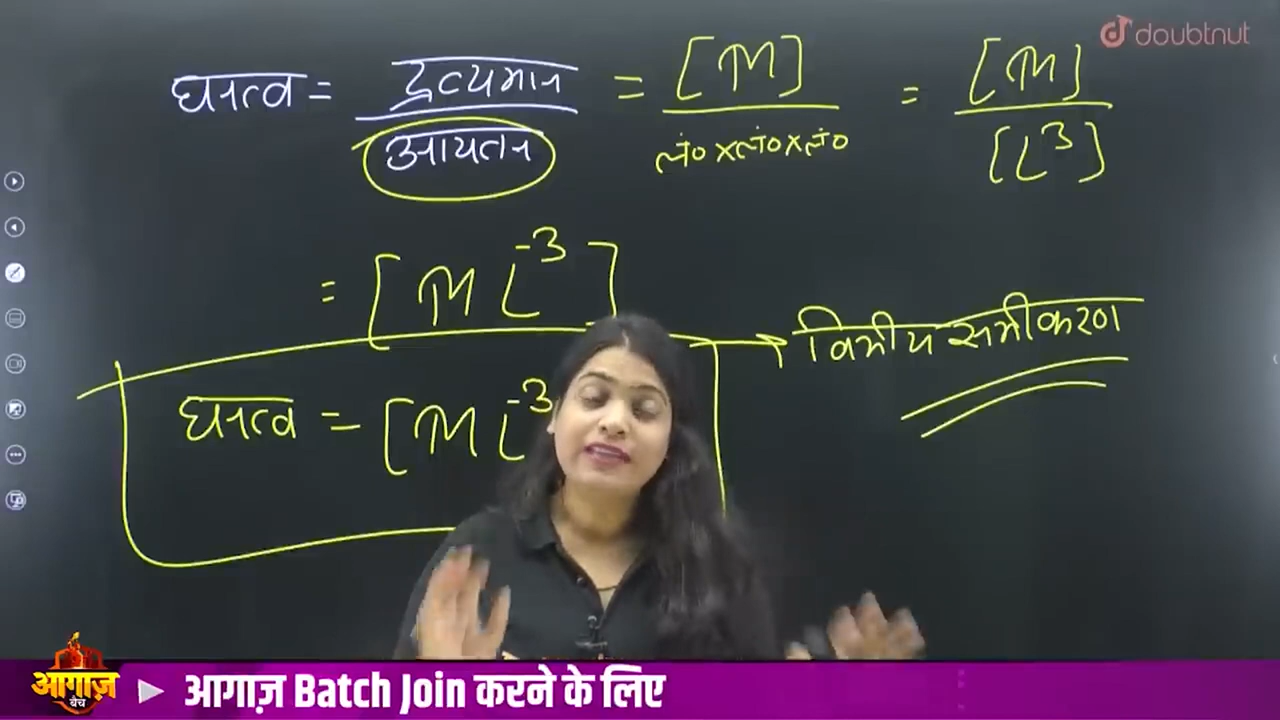 doubtnut
घनत्व = द्रव्यमान / आयतन = [M] / लं० × लं० × लं० = [M] / [L³]
= [M L⁻³]
विमीय समीकरण
घनत्व = [M L⁻³
आगाज़ बैच
आगाज़ Batch Join करने के लिए